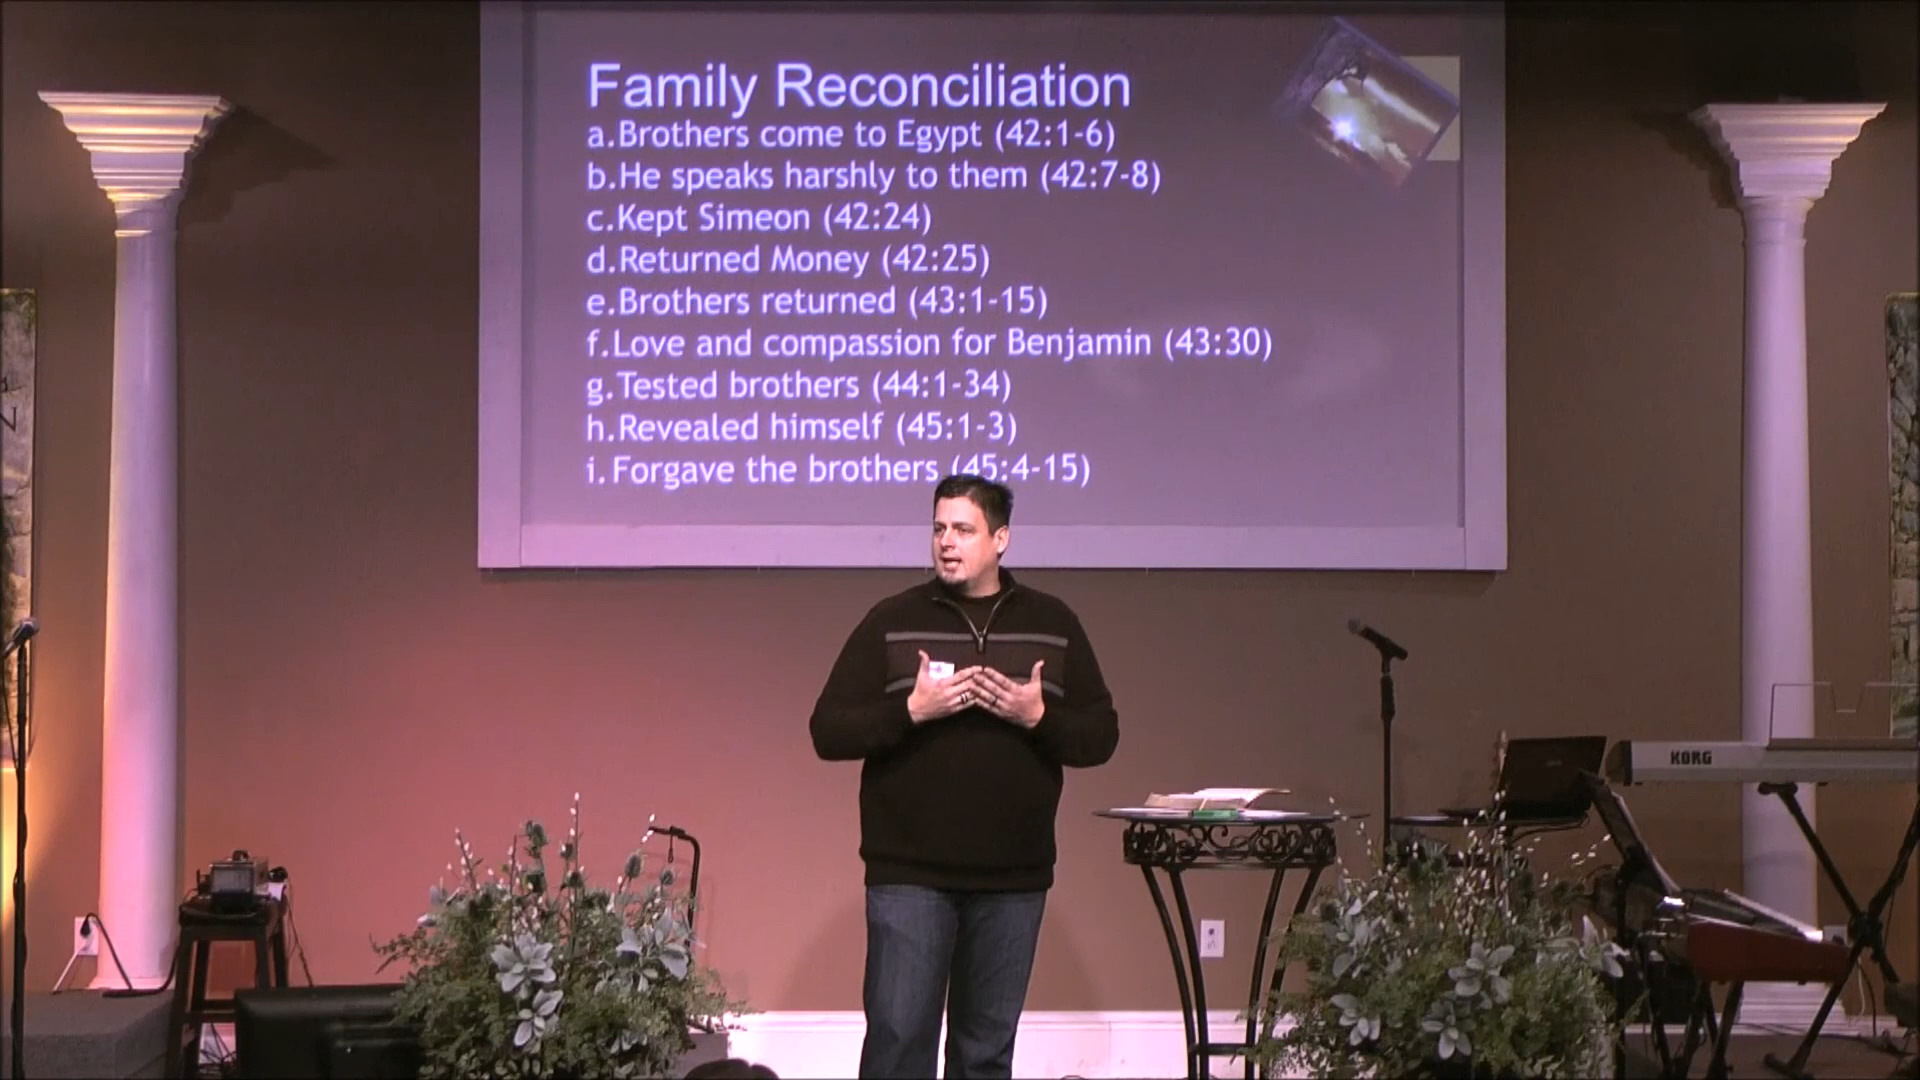 Family Reconciliation
a.Brothers come to Egypt (42:1-6)
b.He speaks harshly to them (42:7-8)
c.Kept Simeon (42:24)
d.Returned Money (42:25)
e.Brothers returned (43:1-15)
f.Love and compassion for Benjamin (43:30)
g.Tested brothers (44:1-34)
h.Revealed himself (45:1-3)
i. Forgave the brothers (45:4-15)
KORG